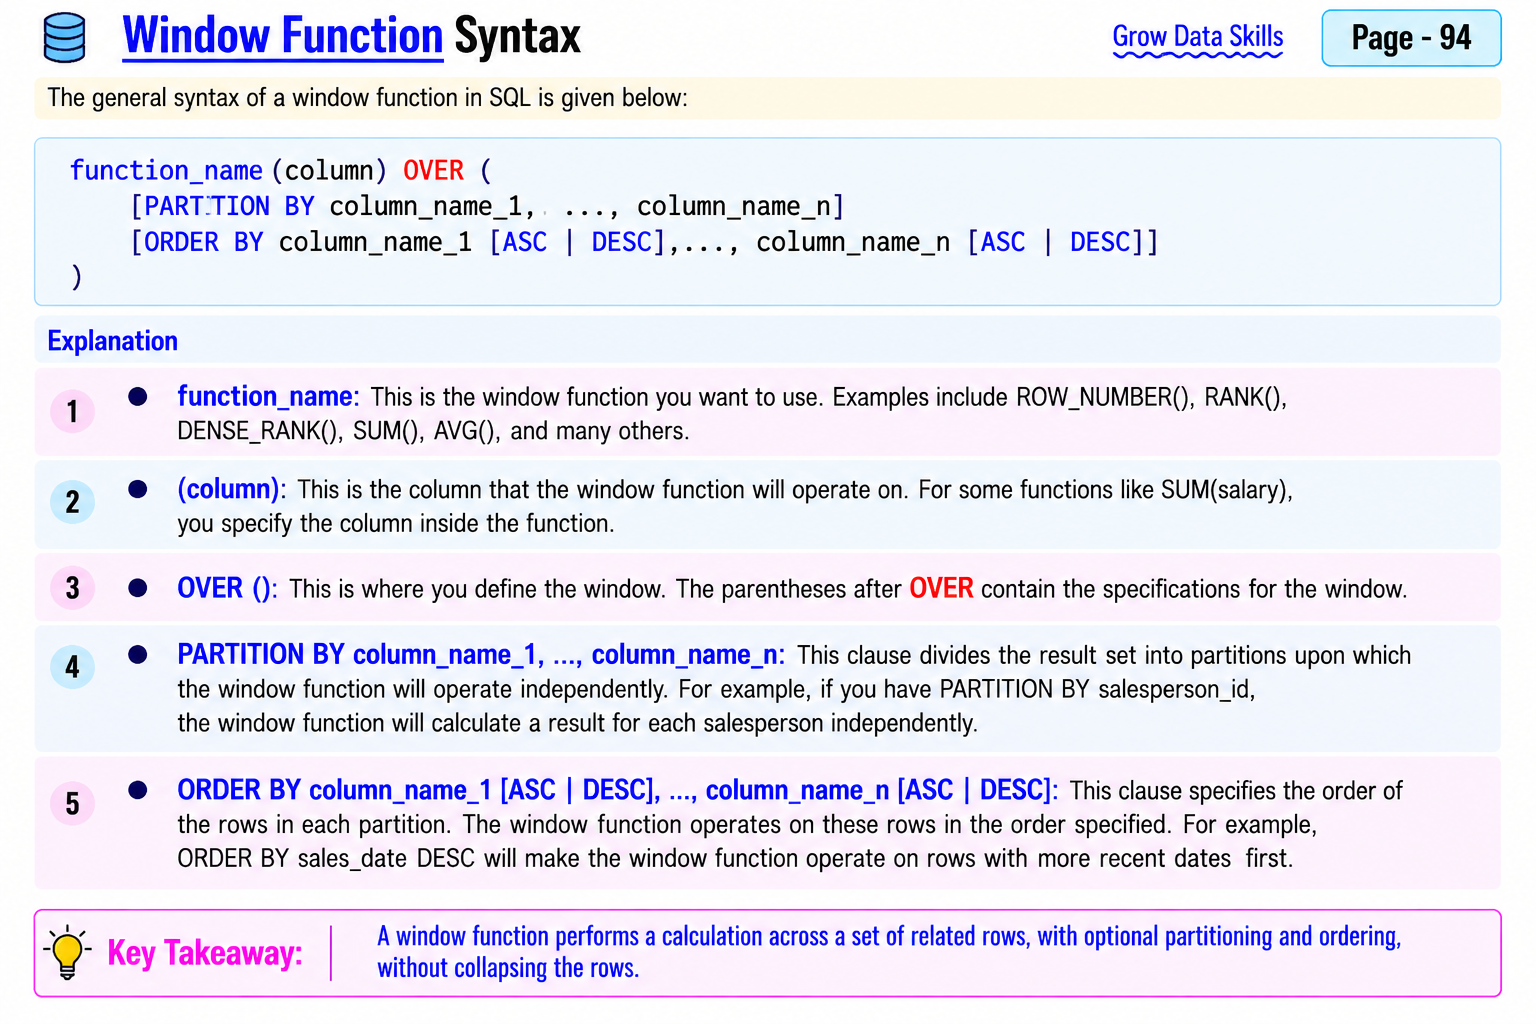 Window Function Syntax
Grow Data Skills
Page - 94
The general syntax of a window function in SQL is given below:
function_name (column) OVER (
[PARTITION BY column_name_1, ..., column_name_n]
[ORDER BY column_name_1 [ASC | DESC],..., column_name_n [ASC | DESC]]
)
Explanation
1
● function_name: This is the window function you want to use. Examples include ROW_NUMBER(), RANK(),
DENSE_RANK(), SUM(), AVG(), and many others.
2
● (column): This is the column that the window function will operate on. For some functions like SUM(salary),
you specify the column inside the function.
3
● OVER (): This is where you define the window. The parentheses after OVER contain the specifications for the window.
4
● PARTITION BY column_name_1, ..., column_name_n: This clause divides the result set into partitions upon which
the window function will operate independently. For example, if you have PARTITION BY salesperson_id,
the window function will calculate a result for each salesperson independently.
5
● ORDER BY column_name_1 [ASC | DESC], ..., column_name_n [ASC | DESC]: This clause specifies the order of
the rows in each partition. The window function operates on these rows in the order specified. For example,
ORDER BY sales_date DESC will make the window function operate on rows with more recent dates first.
Key Takeaway:
A window function performs a calculation across a set of related rows, with optional partitioning and ordering,
without collapsing the rows.